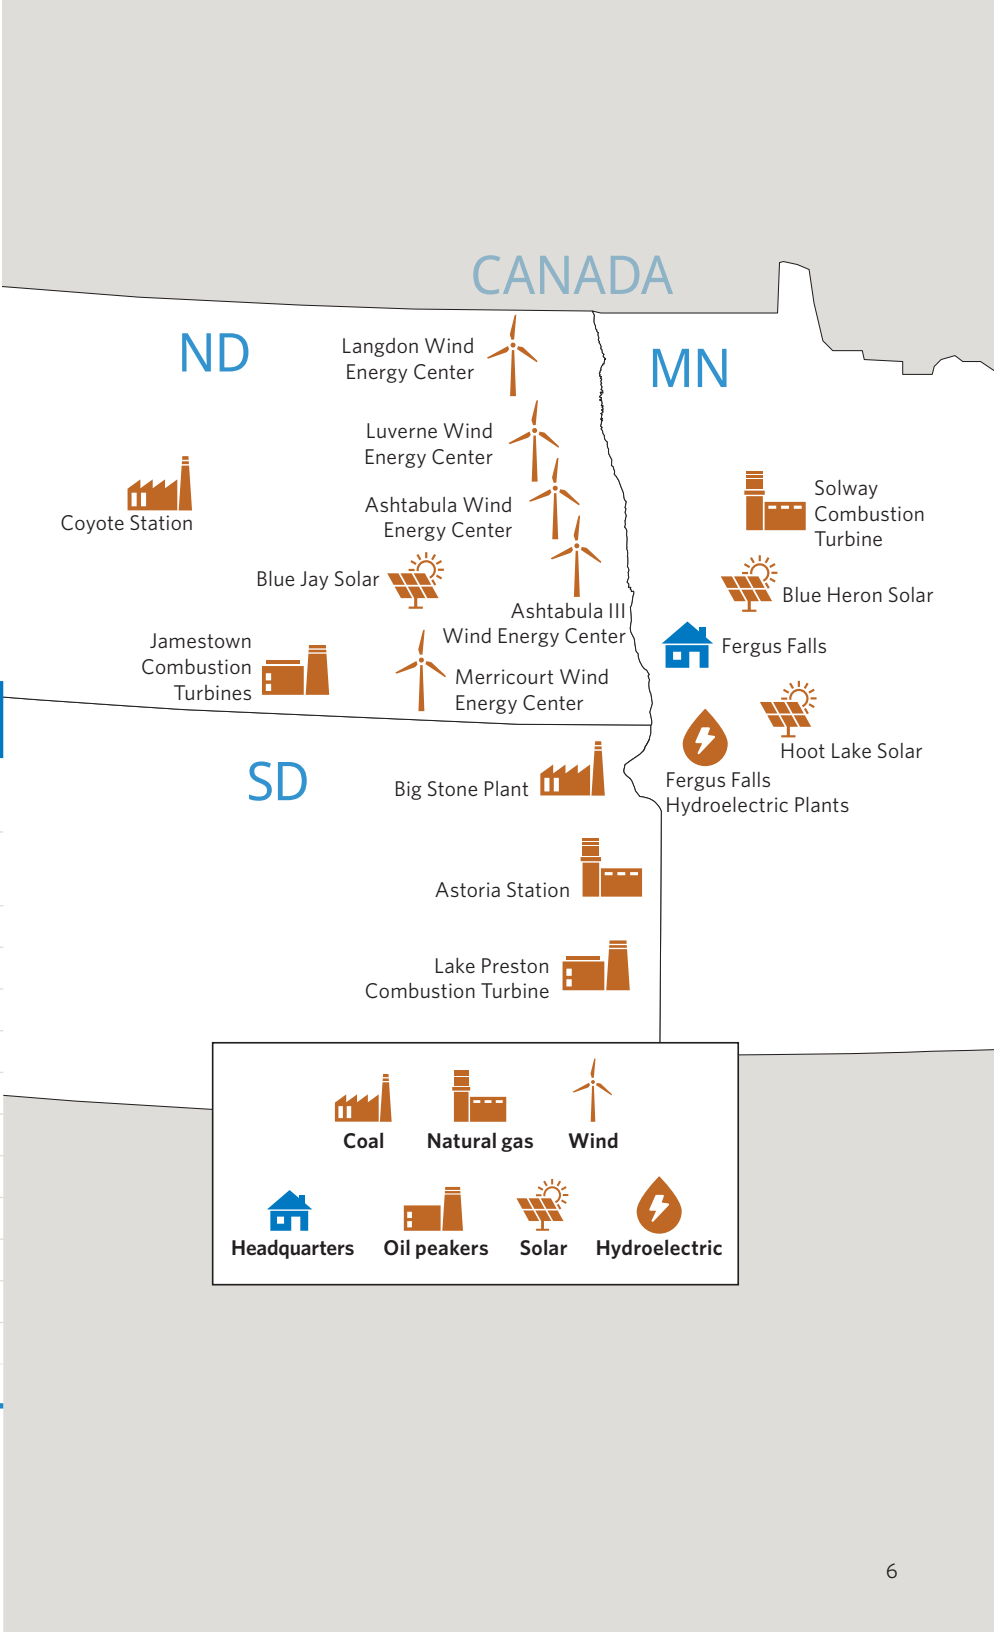 CANADA
ND
MN
Langdon Wind
Energy Center
Luverne Wind
Energy Center
Coyote Station
Ashtabula Wind
Energy Center
Solway
Combustion
Turbine
Blue Jay Solar
Blue Heron Solar
Ashtabula III
Wind Energy Center
Fergus Falls
Jamestown
Combustion
Turbines
Merricourt Wind
Energy Center
Hoot Lake Solar
SD
Big Stone Plant
Fergus Falls
Hydroelectric Plants
Astoria Station
Lake Preston
Combustion Turbine
Coal
Natural gas
Wind
Headquarters
Oil peakers
Solar
Hydroelectric
6